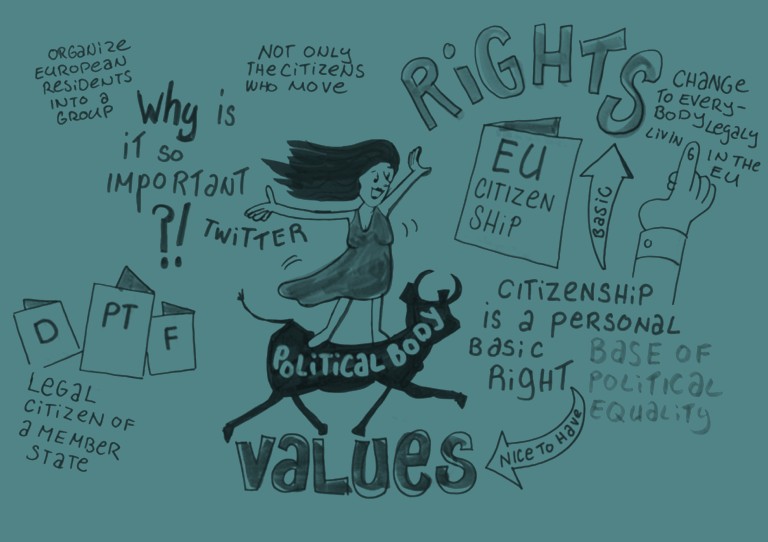 ORGANIZE
EUROPEAN
RESIDENTS
INTO a
GROUP
Why is
iT so
IMPORTANT
?!
NOT ONLY
THE CITIZENS
WHO MOVE
RiGHTS
CHANGE
TO EVERY-
BODY LEGALY
LIVIN G IN THE
EU
EU
CITIZEN
SHIP
BASIC
TWITTER
POLITICAL BODY
D
PT
F
LEGAL
CITIZEN OF
a MEMBER
STATE
CITIZENSHIP
is a PERSONAL
BASIC
RiGHT
BASE OF
POLITICAL
EQUALITY
NICE TO HAVE
VaLUES